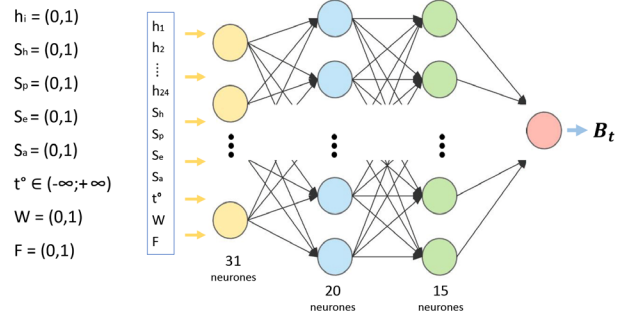 hᵢ = (0,1)
Sₕ = (0,1)
Sₚ = (0,1)
Sₑ = (0,1)
Sₐ = (0,1)
t° ∈ (-∞;+∞)
W = (0,1)
F = (0,1)
h₁
h₂
⋮
h₂₄
Sₕ
Sₚ
Sₑ
Sₐ
t°
W
F
31
neurones
20
neurones
15
neurones
Bₜ